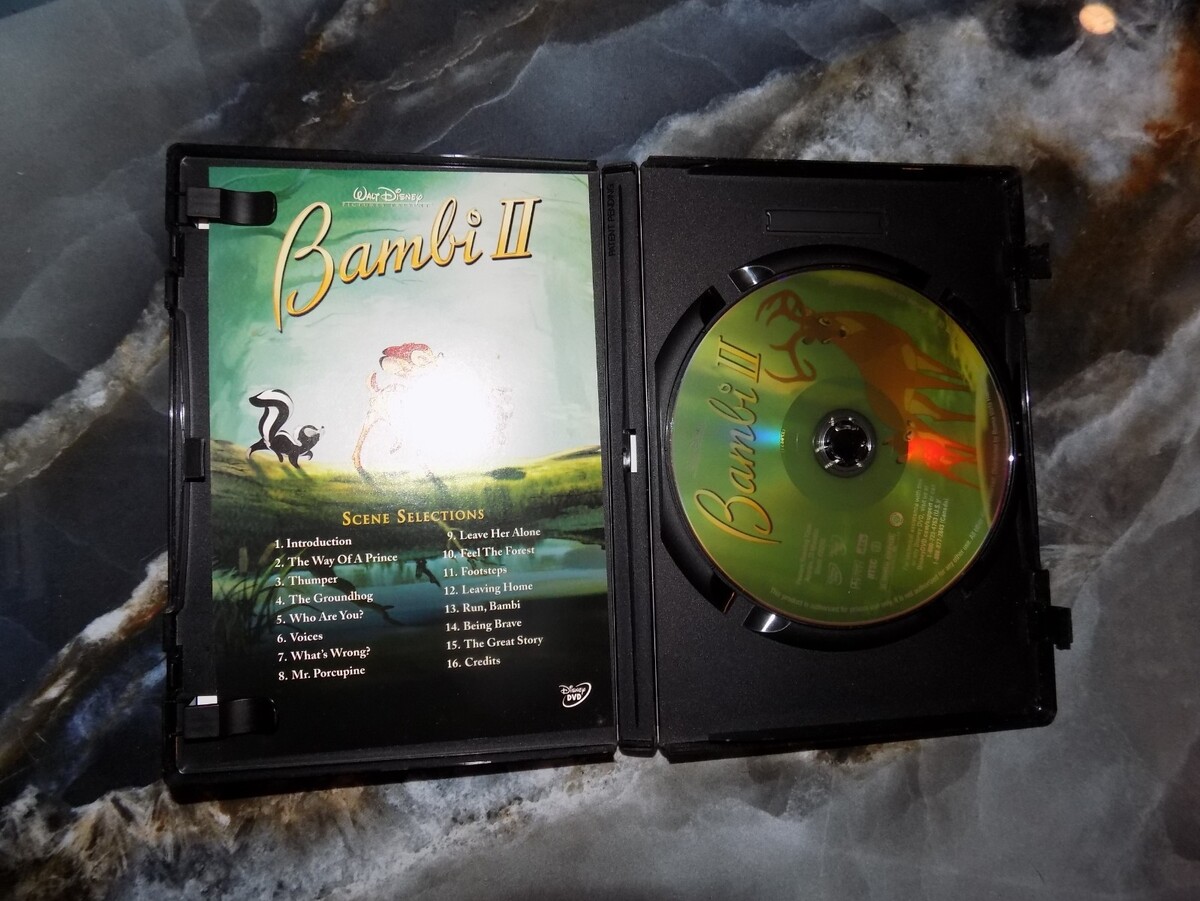 WALT DISNEY
Bambi II
SCENE SELECTIONS
1. Introduction
2. The Way Of A Prince
3. Thumper
4. The Groundhog
5. Who Are You?
6. Voices
7. What's Wrong?
8. Mr. Porcupine
9. Leave Her Alone
10. Feel The Forest
11. Footsteps
12. Leaving Home
13. Run, Bambi
14. Being Brave
15. The Great Story
16. Credits
Disney
DVD
PATENT PENDING
Bambi II